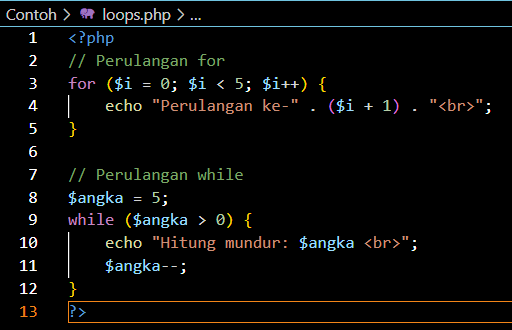 Contoh > loops.php > ...
1 <?php
2 // Perulangan for
3 for ($i = 0; $i < 5; $i++) {
4     echo "Perulangan ke-" . ($i + 1) . "<br>";
5 }
6
7 // Perulangan while
8 $angka = 5;
9 while ($angka > 0) {
10     echo "Hitung mundur: $angka <br>";
11     $angka--;
12 }
13 ?>